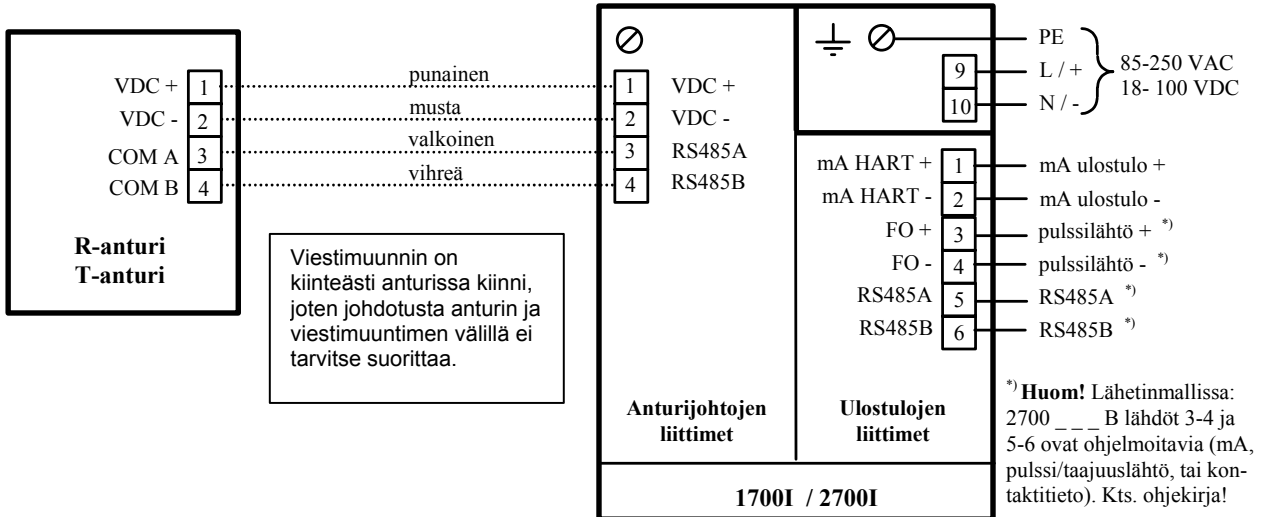 VDC + 1
VDC - 2
COM A 3
COM B 4
R-anturi
T-anturi
punainen
musta
valkoinen
vihreä
Viestimuunnin on
kiinteästi anturissa kiinni,
joten johdotusta anturin ja
viestimuuntimen välillä ei
tarvitse suorittaa.
1 VDC +
2 VDC -
3 RS485A
4 RS485B
Anturijohtojen
liittimet
PE
9 L / +
10 N / -
85-250 VAC
18- 100 VDC
mA HART + 1 mA ulostulo +
mA HART - 2 mA ulostulo -
FO + 3 pulssilähtö + *)
FO - 4 pulssilähtö - *)
RS485A 5 RS485A *)
RS485B 6 RS485B *)
Ulostulojen
liittimet
1700I / 2700I
*) Huom! Lähetinmallissa:
2700 _ _ _ B lähdöt 3-4 ja
5-6 ovat ohjelmoitavia (mA,
pulssi/taajuuslähtö, tai kon-
taktitieto). Kts. ohjekirja!